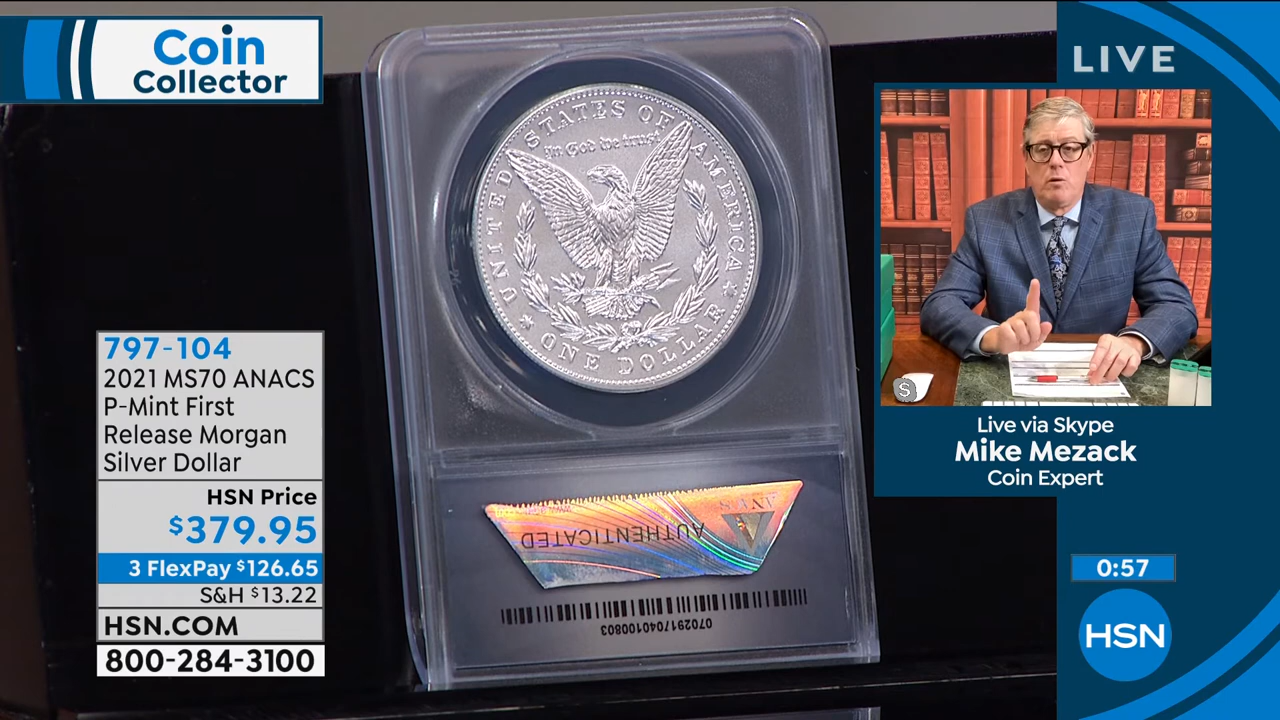 Coin
Collector
797-104
2021 MS70 ANACS
P-Mint First
Release Morgan
Silver Dollar
HSN Price
$379.95
3 FlexPay $126.65
S&H $13.22
HSN.COM
800-284-3100
UNITED STATES OF AMERICA
In God we trust
ONE DOLLAR
ANACS
AUTHENTICATED
0702917040100803
LIVE
S
Live via Skype
Mike Mezack
Coin Expert
0:57
HSN